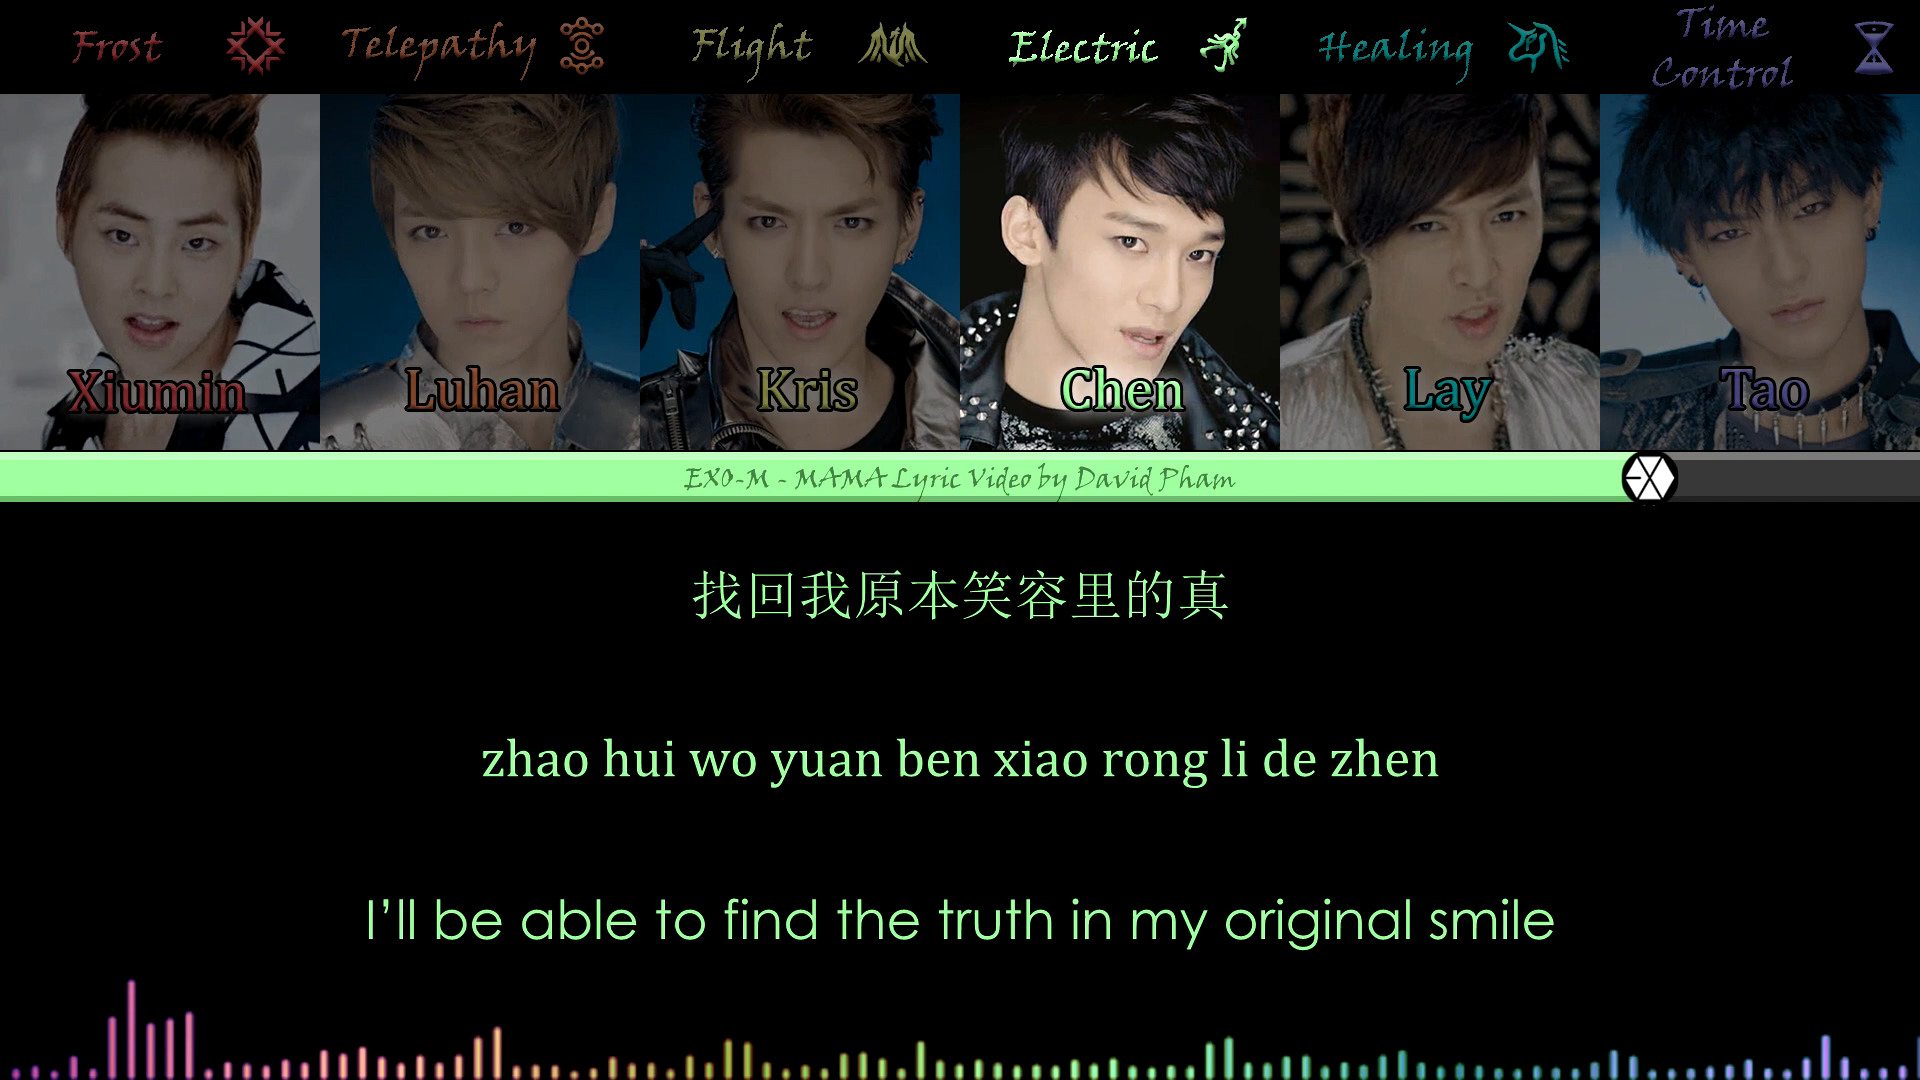 Frost
Telepathy
Flight
Electric
Healing
Time
Control
Xiumin
Luhan
Kris
Chen
Lay
Tao
EXO-M - MAMA Lyric Video by David Pham
EX
找回我原本笑容里的真
zhao hui wo yuan ben xiao rong li de zhen
I’ll be able to find the truth in my original smile